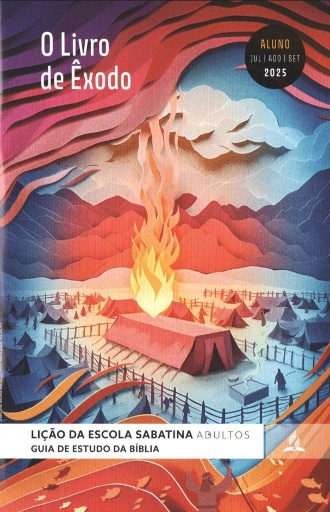 O Livro
de Êxodo
ALUNO
JUL | AGO | SET
2025
LIÇÃO DA ESCOLA SABATINA ADULTOS
GUIA DE ESTUDO DA BÍBLIA